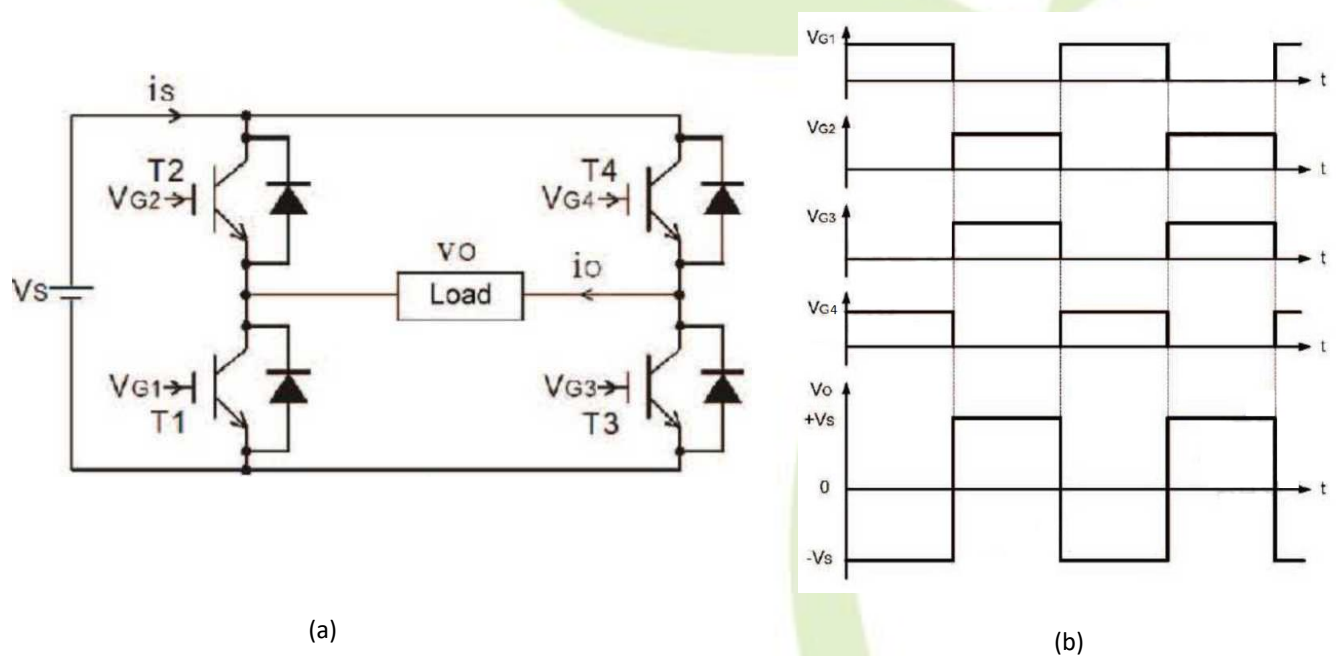 is
T2
VG2
T4
VG4
vo
io
Vs
Load
VG1
T1
VG3
T3
(a)
VG1
t
VG2
t
VG3
t
VG4
t
Vo
+Vs
0
t
-Vs
(b)